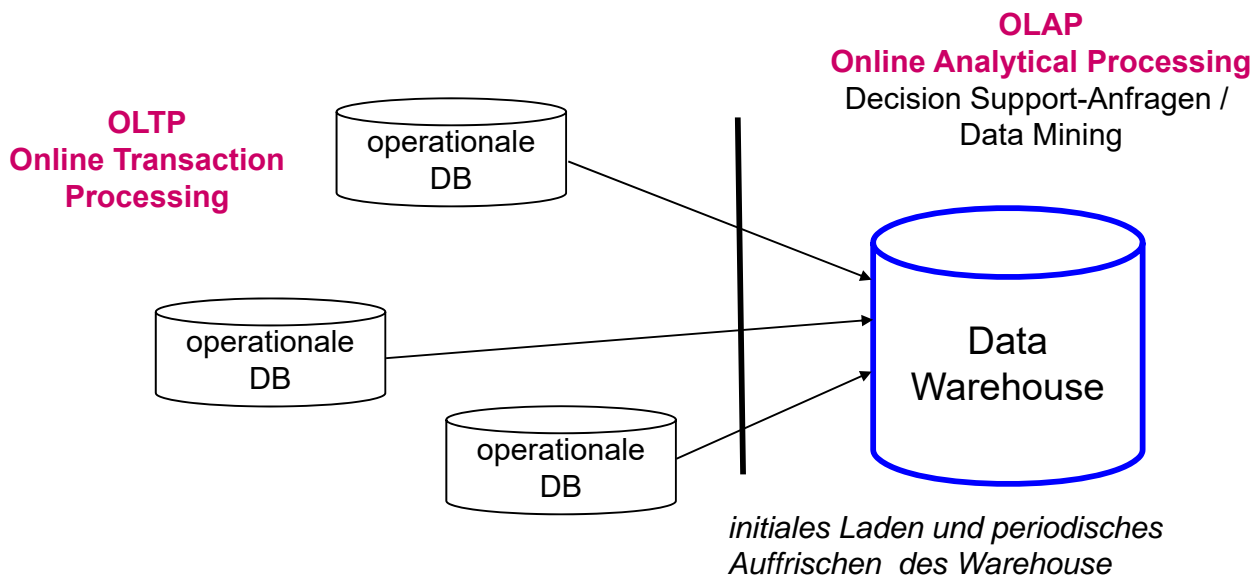 OLAP
Online Analytical Processing
Decision Support-Anfragen /
Data Mining
OLTP
Online Transaction
Processing
operationale
DB
operationale
DB
operationale
DB
Data
Warehouse
initiales Laden und periodisches
Auffrischen des Warehouse